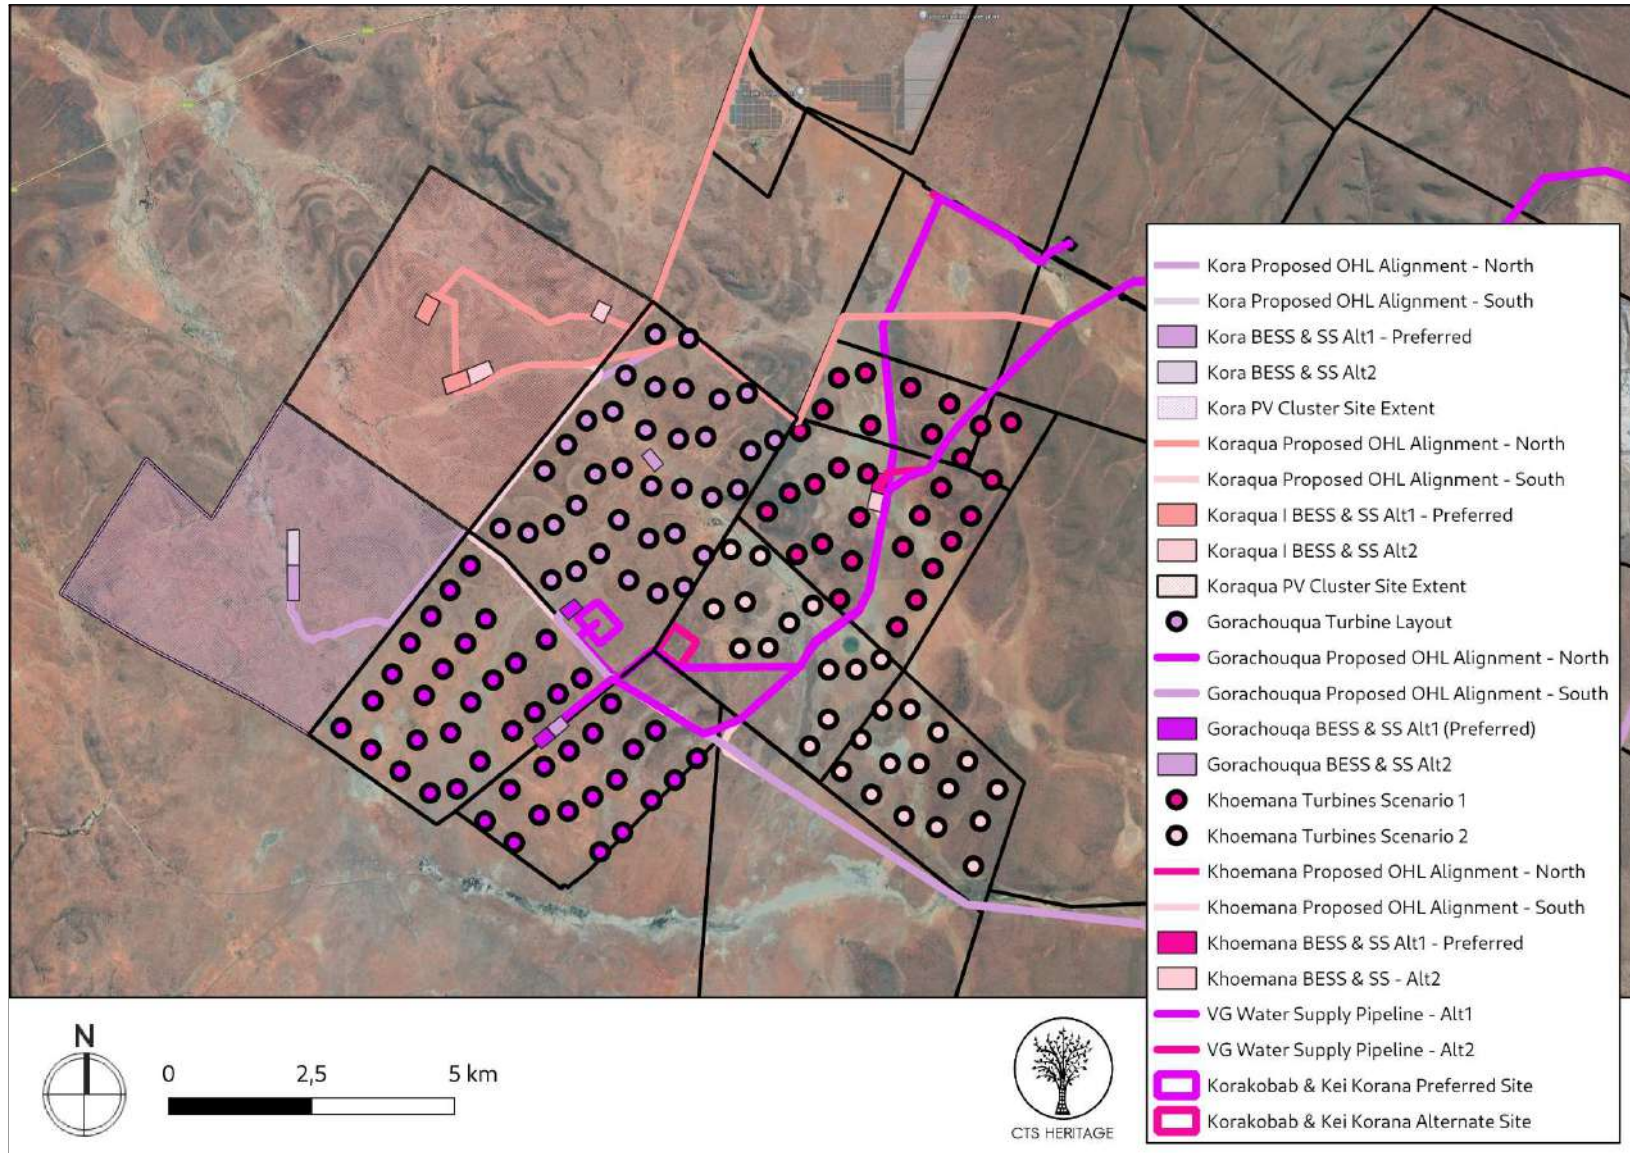 Kora Proposed OHL Alignment - North
Kora Proposed OHL Alignment - South
Kora BESS & SS Alt1 - Preferred
Kora BESS & SS Alt2
Kora PV Cluster Site Extent
Koraqua Proposed OHL Alignment - North
Koraqua Proposed OHL Alignment - South
Koraqua I BESS & SS Alt1 - Preferred
Koraqua I BESS & SS Alt2
Koraqua PV Cluster Site Extent
Gorachouqua Turbine Layout
Gorachouqua Proposed OHL Alignment - North
Gorachouqua Proposed OHL Alignment - South
Gorachouqa BESS & SS Alt1 (Preferred)
Gorachouqua BESS & SS Alt2
Khoemana Turbines Scenario 1
Khoemana Turbines Scenario 2
Khoemana Proposed OHL Alignment - North
Khoemana Proposed OHL Alignment - South
Khoemana BESS & SS Alt1 - Preferred
Khoemana BESS & SS - Alt2
VG Water Supply Pipeline - Alt1
VG Water Supply Pipeline - Alt2
Korakobab & Kei Korana Preferred Site
Korakobab & Kei Korana Alternate Site
N
0 2,5 5 km
CTS HERITAGE